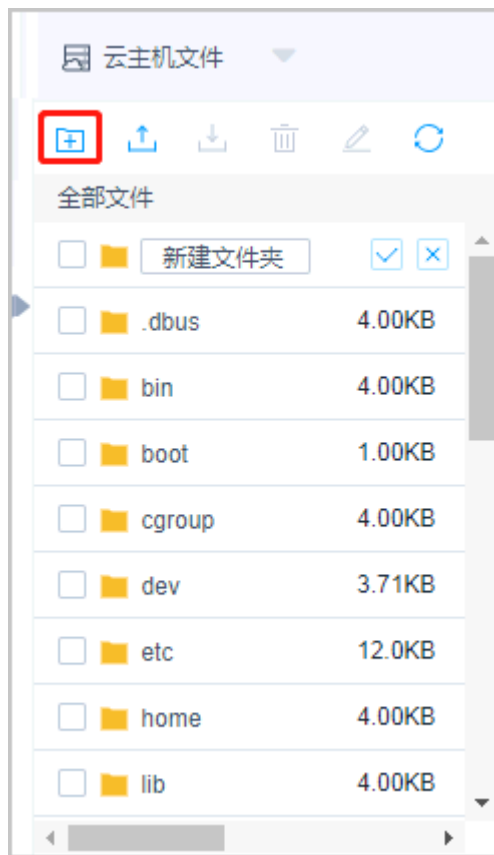 云主机文件
全部文件
新建文件夹
.dbus 4.00KB
bin 4.00KB
boot 1.00KB
cgroup 4.00KB
dev 3.71KB
etc 12.0KB
home 4.00KB
lib 4.00KB